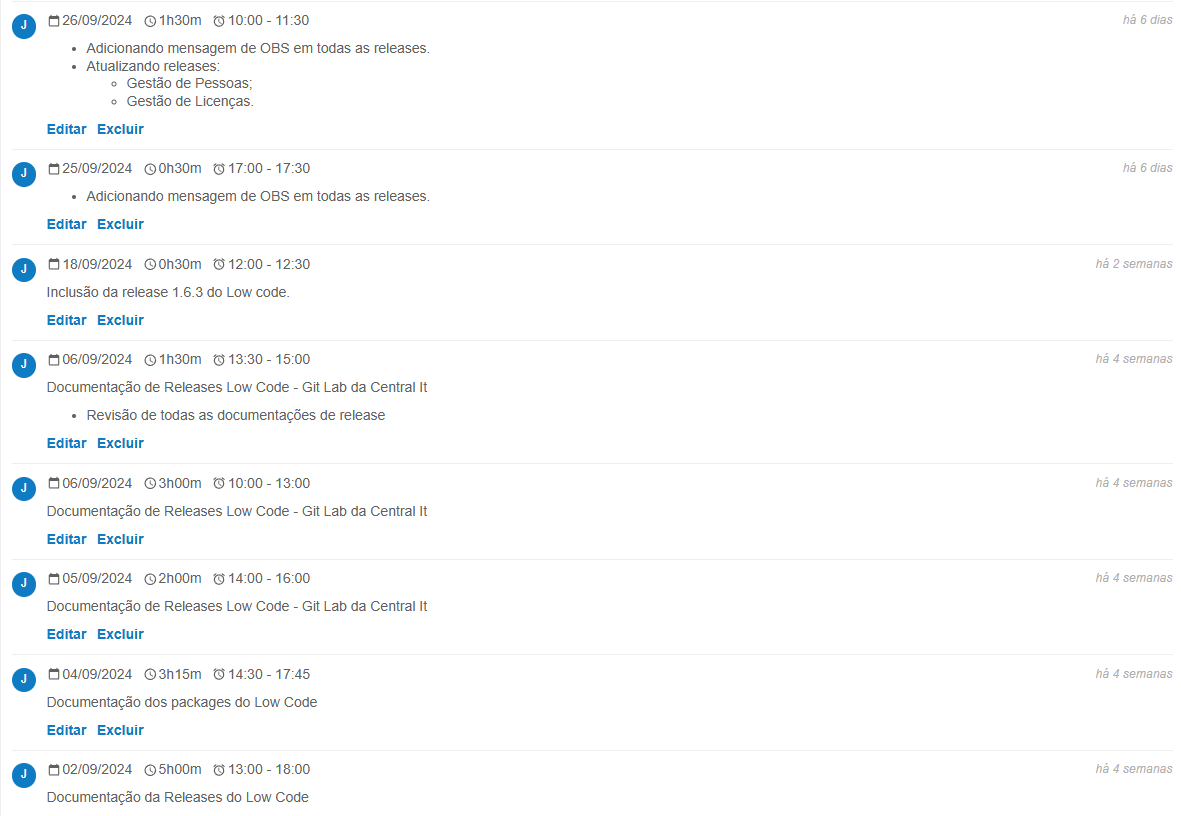 J 26/09/2024 1h30m 10:00 - 11:30 há 6 dias
• Adicionando mensagem de OBS em todas as releases.
• Atualizando releases:
◦ Gestão de Pessoas;
◦ Gestão de Licenças.
Editar Excluir
J 25/09/2024 0h30m 17:00 - 17:30 há 6 dias
• Adicionando mensagem de OBS em todas as releases.
Editar Excluir
J 18/09/2024 0h30m 12:00 - 12:30 há 2 semanas
Inclusão da release 1.6.3 do Low code.
Editar Excluir
J 06/09/2024 1h30m 13:30 - 15:00 há 4 semanas
Documentação de Releases Low Code - Git Lab da Central It
• Revisão de todas as documentações de release
Editar Excluir
J 06/09/2024 3h00m 10:00 - 13:00 há 4 semanas
Documentação de Releases Low Code - Git Lab da Central It
Editar Excluir
J 05/09/2024 2h00m 14:00 - 16:00 há 4 semanas
Documentação de Releases Low Code - Git Lab da Central It
Editar Excluir
J 04/09/2024 3h15m 14:30 - 17:45 há 4 semanas
Documentação dos packages do Low Code
Editar Excluir
J 02/09/2024 5h00m 13:00 - 18:00 há 4 semanas
Documentação da Releases do Low Code